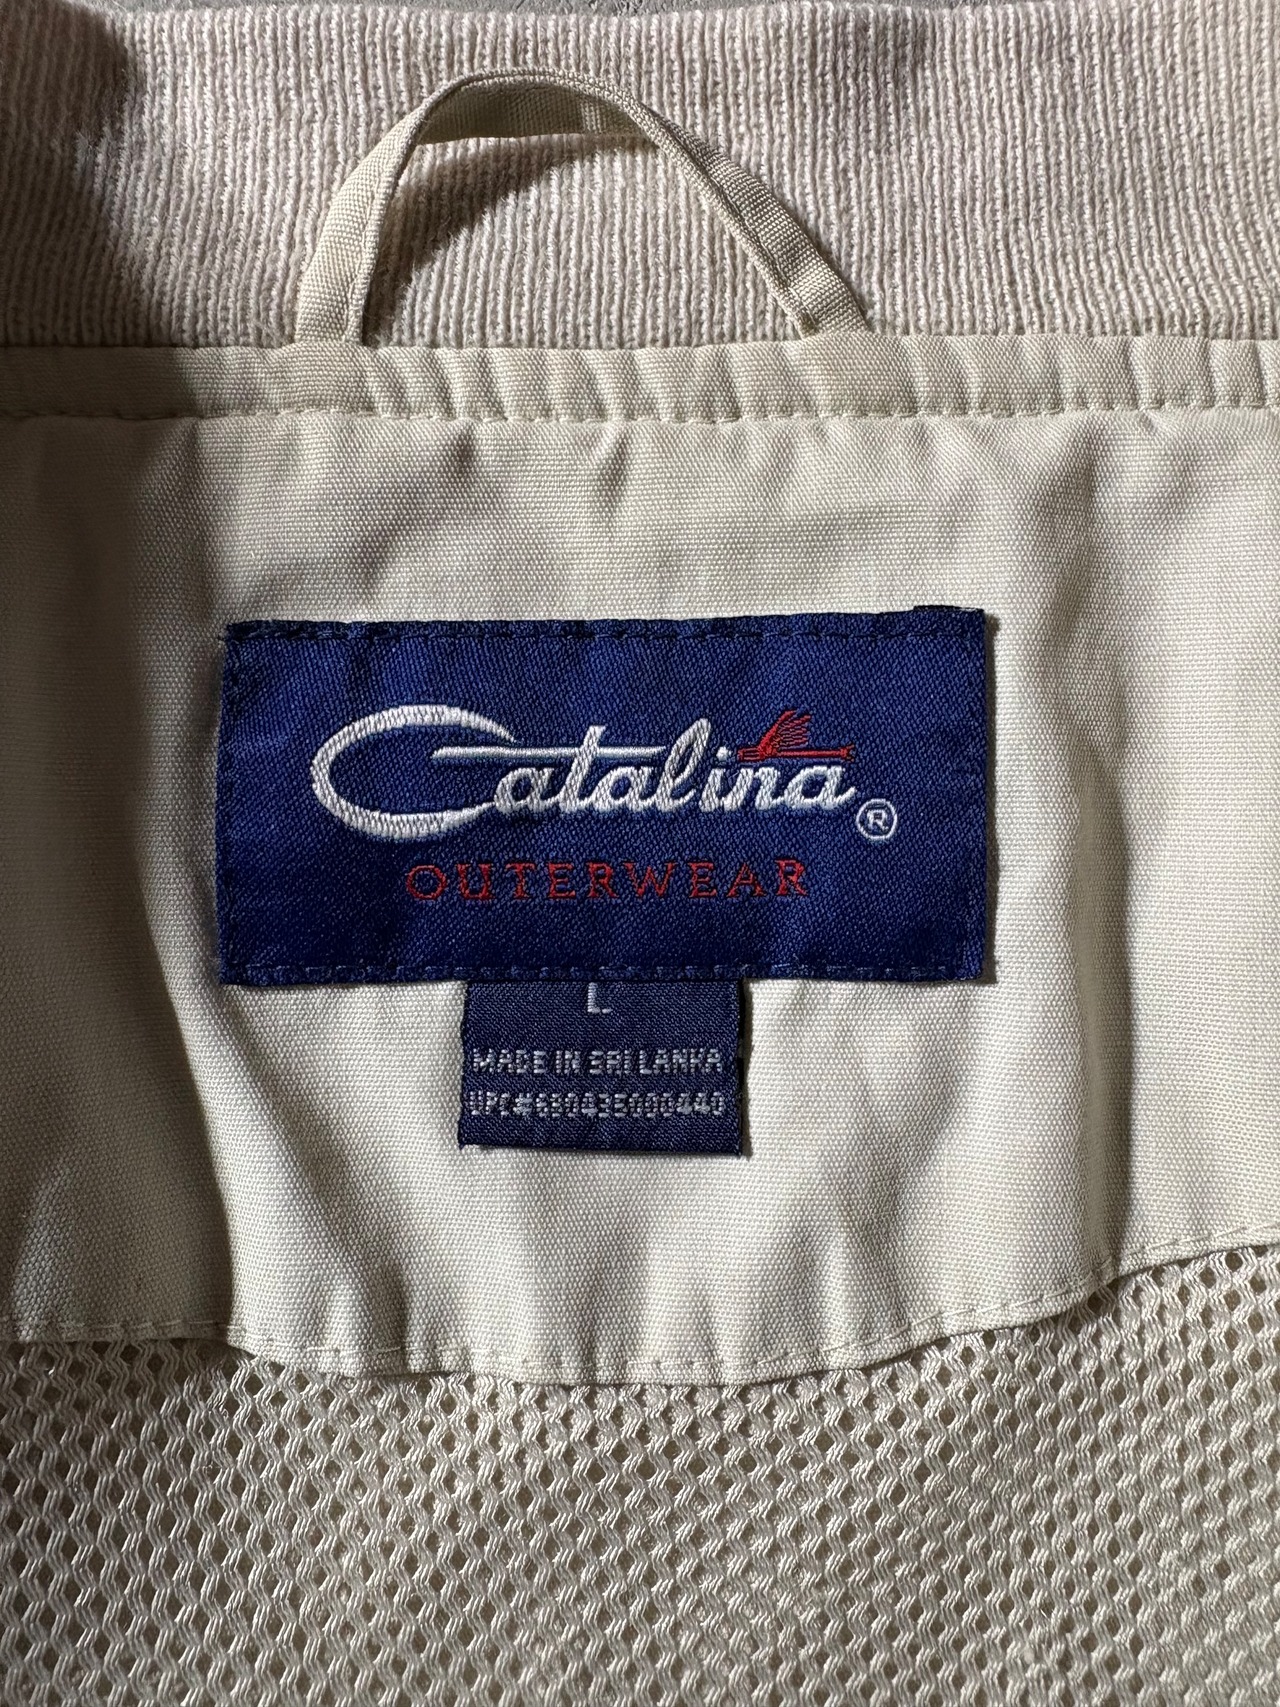 Catalina ®
OUTERWEAR
L
MADE IN SRI LANKA